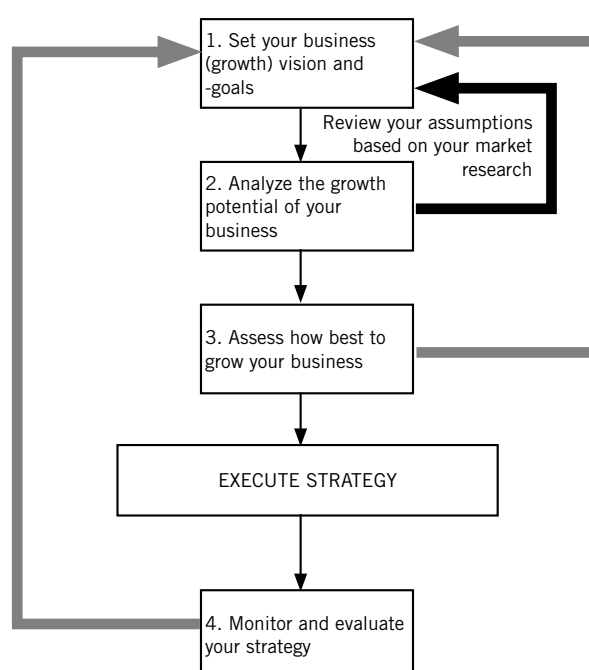 1. Set your business
(growth) vision and
-goals
Review your assumptions
based on your market
research
2. Analyze the growth
potential of your
business
3. Assess how best to
grow your business
EXECUTE STRATEGY
4. Monitor and evaluate
your strategy